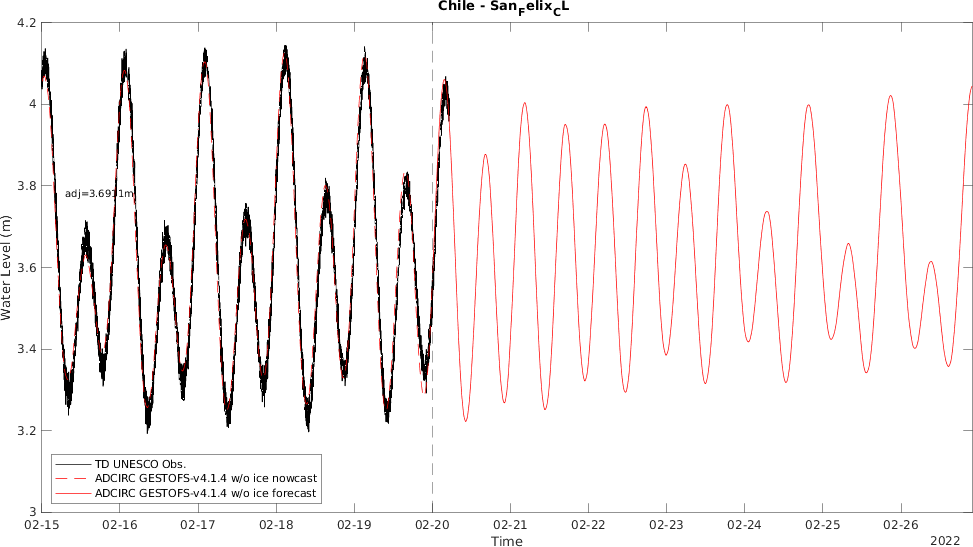 Chile - SanFelixCL
4.2
4
3.8
3.6
3.4
3.2
3
Water Level (m)
adj=3.6911m
TD UNESCO Obs.
ADCIRC GESTOFS-v4.1.4 w/o ice nowcast
ADCIRC GESTOFS-v4.1.4 w/o ice forecast
02-15 02-16 02-17 02-18 02-19 02-20 02-21 02-22 02-23 02-24 02-25 02-26
Time
2022